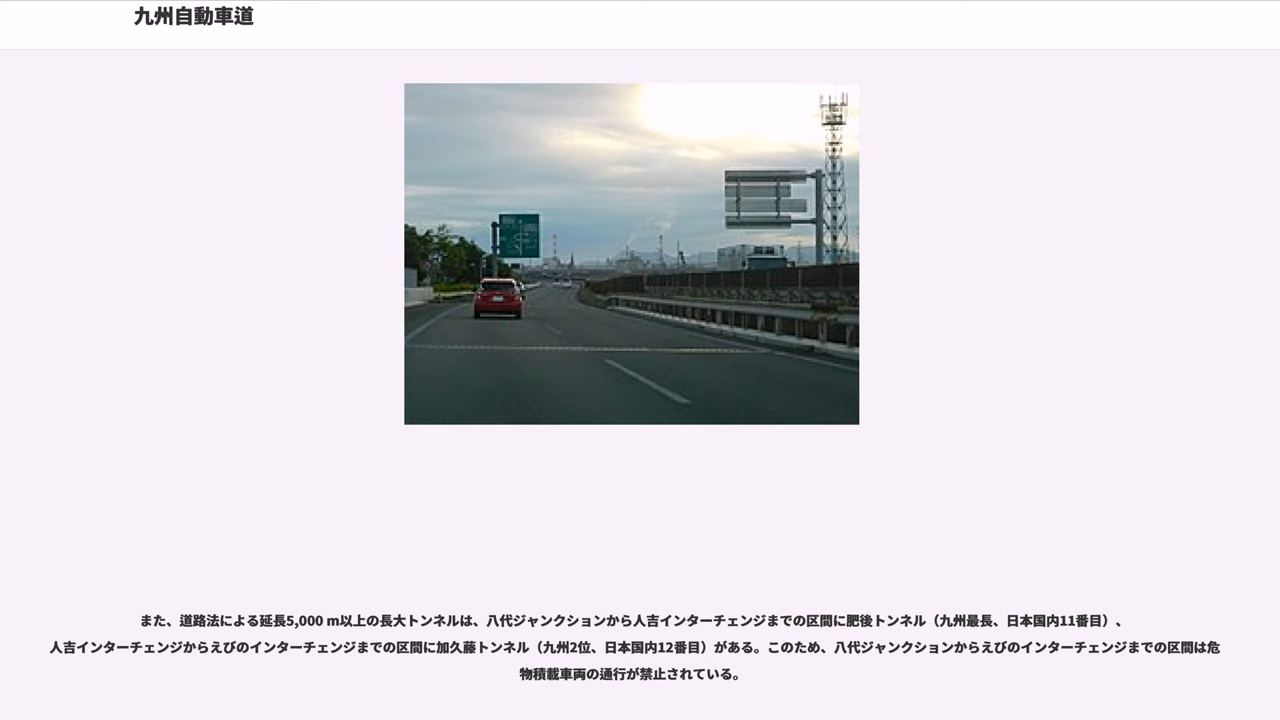 九州自動車道
また、道路法による延長5,000 m以上の長大トンネルは、八代ジャンクションから人吉インターチェンジまでの区間に肥後トンネル（九州最長、日本国内11番目）、
人吉インターチェンジからえびのインターチェンジまでの区間に加久藤トンネル（九州2位、日本国内12番目）がある。このため、八代ジャンクションからえびのインターチェンジまでの区間は危
物積載車両の通行が禁止されている。